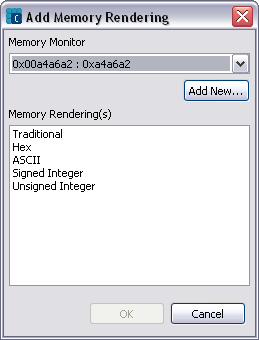 Add Memory Rendering
Memory Monitor
0x00a4a6a2 : 0xa4a6a2
Add New...
Memory Rendering(s)
Traditional
Hex
ASCII
Signed Integer
Unsigned Integer
OK
Cancel